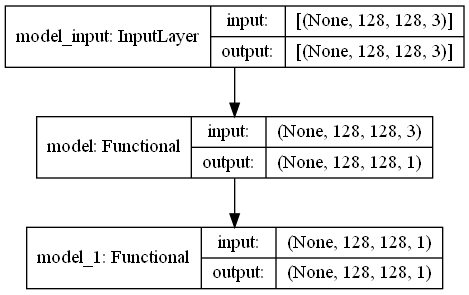 model_input: InputLayer
input: [(None, 128, 128, 3)]
output: [(None, 128, 128, 3)]
model: Functional
input: (None, 128, 128, 3)
output: (None, 128, 128, 1)
model_1: Functional
input: (None, 128, 128, 1)
output: (None, 128, 128, 1)